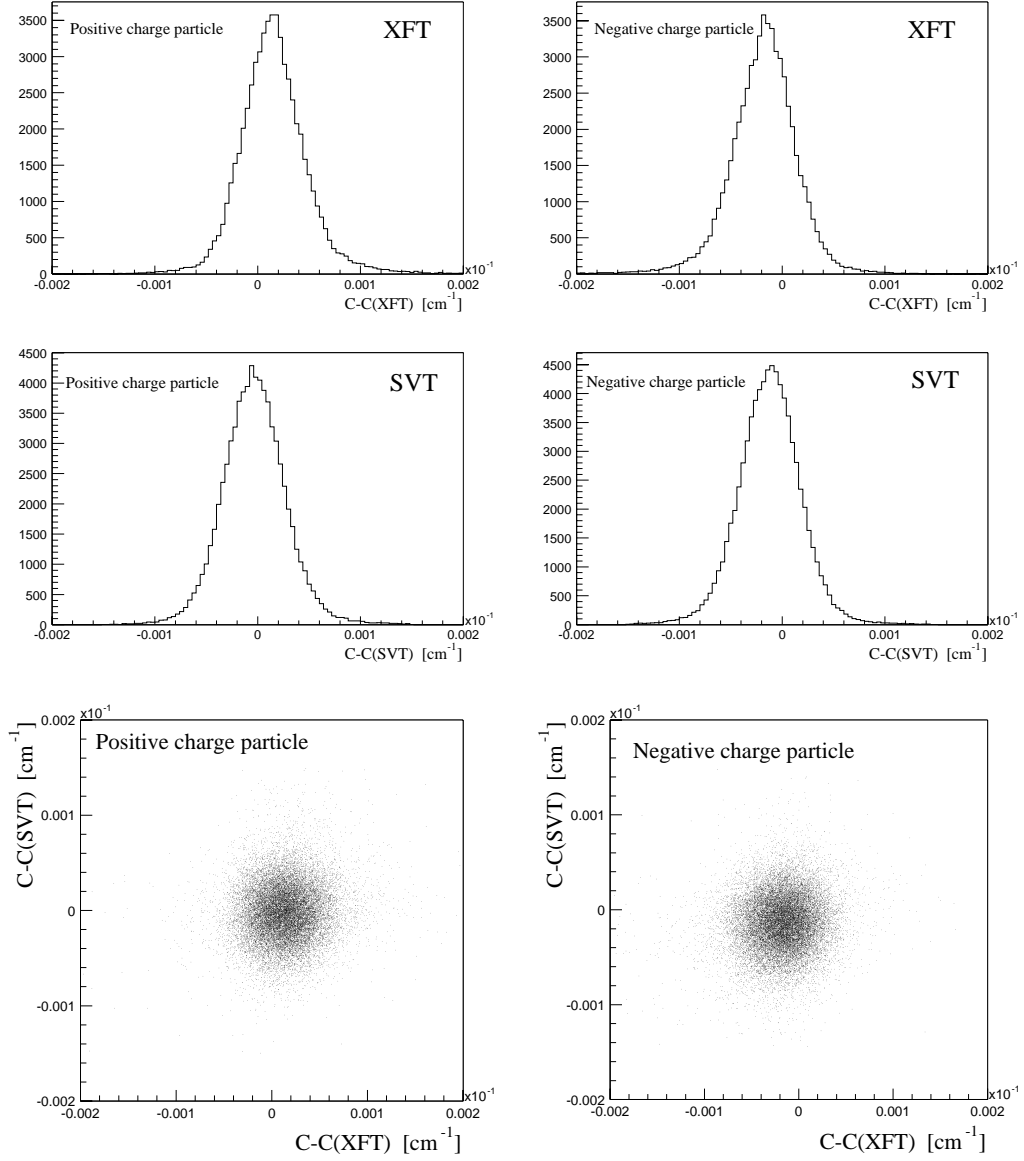 3500
3000
2500
2000
1500
1000
500
0
Positive charge particle
XFT
x10-1
-0.002
-0.001
0
0.001
0.002
C-C(XFT) [cm-1]
3500
3000
2500
2000
1500
1000
500
0
Negative charge particle
XFT
x10-1
-0.002
-0.001
0
0.001
0.002
C-C(XFT) [cm-1]
4500
4000
3500
3000
2500
2000
1500
1000
500
0
Positive charge particle
SVT
x10-1
-0.002
-0.001
0
0.001
0.002
C-C(SVT) [cm-1]
4500
4000
3500
3000
2500
2000
1500
1000
500
0
Negative charge particle
SVT
x10-1
-0.002
-0.001
0
0.001
0.002
C-C(SVT) [cm-1]
x10-1
C-C(SVT) [cm-1]
0.002
0.001
0
-0.001
-0.002
Positive charge particle
x10-1
-0.002
-0.001
0
0.001
0.002
C-C(XFT) [cm-1]
x10-1
C-C(SVT) [cm-1]
0.002
0.001
0
-0.001
-0.002
Negative charge particle
x10-1
-0.002
-0.001
0
0.001
0.002
C-C(XFT) [cm-1]